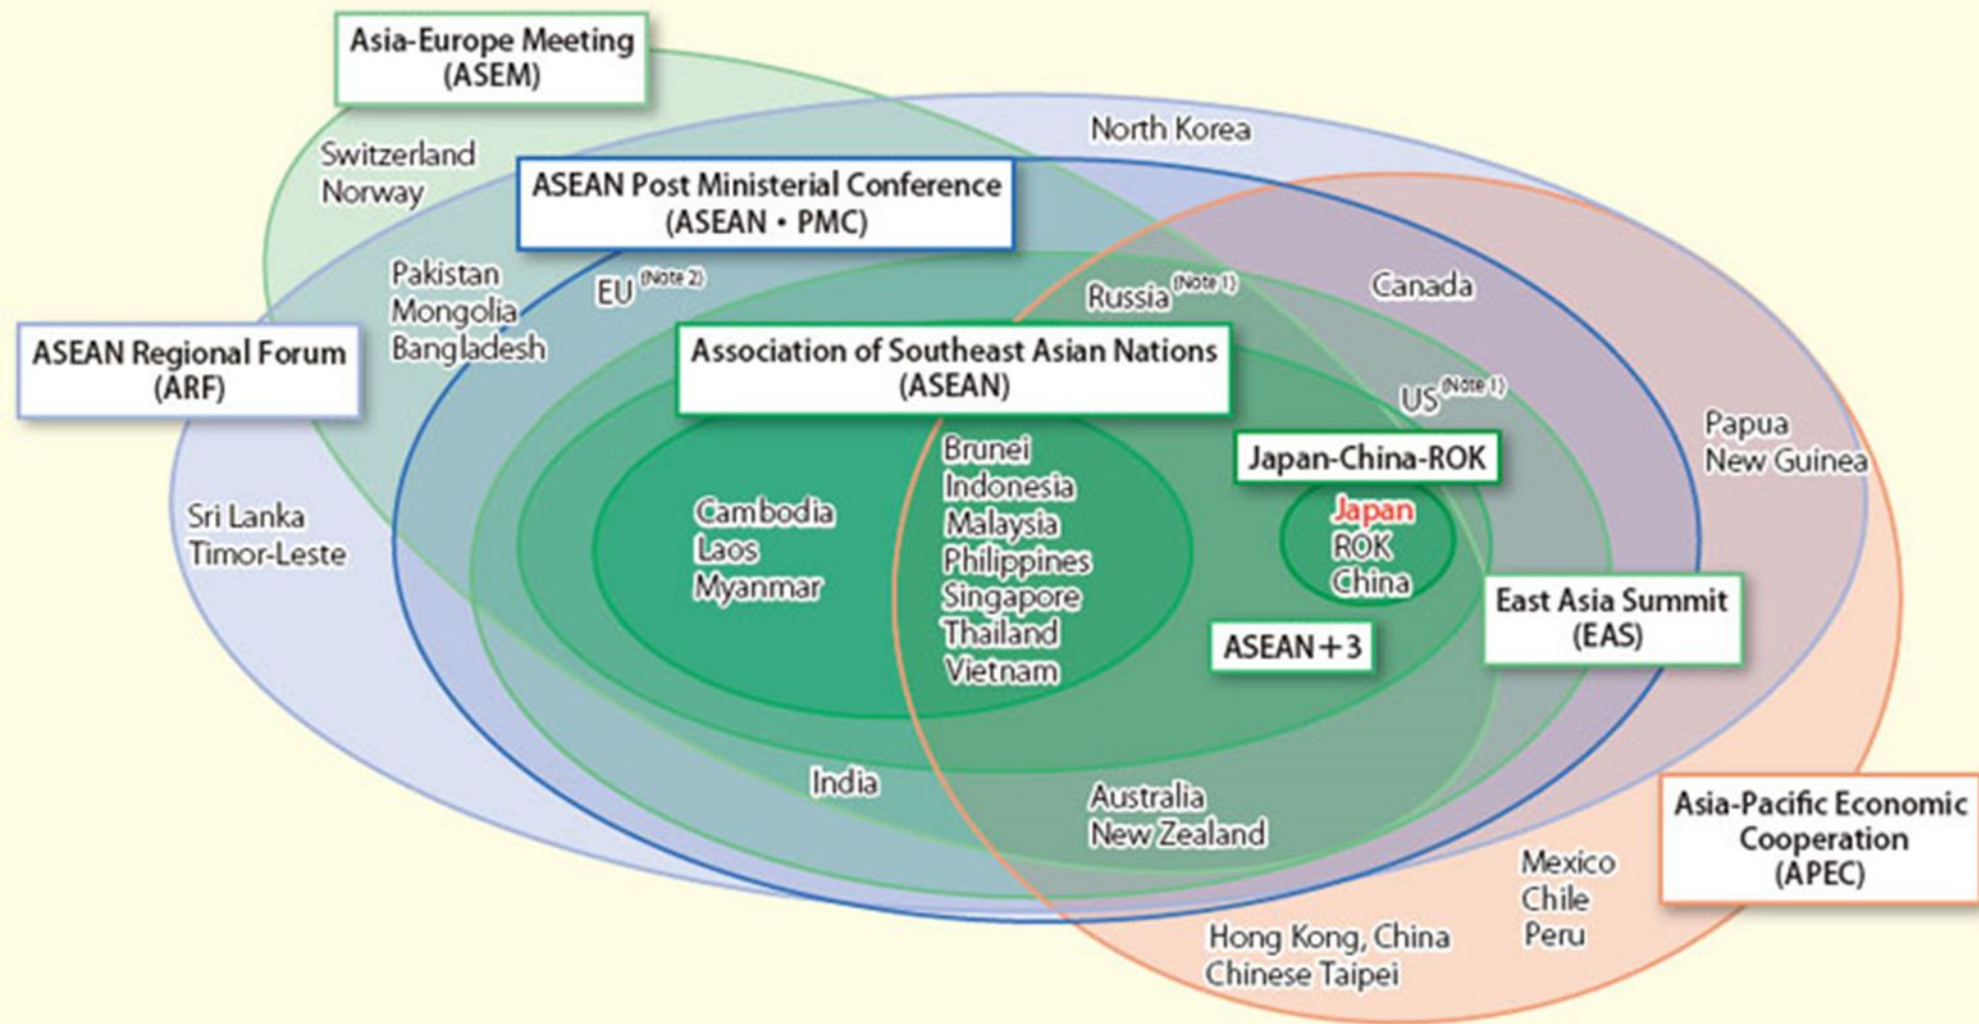 Asia-Europe Meeting
(ASEM)
North Korea
Switzerland
Norway
ASEAN Post Ministerial Conference
(ASEAN・PMC)
Pakistan
Mongolia
Bangladesh
EU (Note 2)
Russia (Note 1)
Canada
ASEAN Regional Forum
(ARF)
Association of Southeast Asian Nations
(ASEAN)
US (Note 1)
Papua
New Guinea
Japan-China-ROK
Brunei
Indonesia
Malaysia
Philippines
Singapore
Thailand
Vietnam
Cambodia
Laos
Myanmar
Japan
ROK
China
Sri Lanka
Timor-Leste
East Asia Summit
(EAS)
ASEAN+3
India
Australia
New Zealand
Asia-Pacific Economic
Cooperation
(APEC)
Mexico
Chile
Peru
Hong Kong, China
Chinese Taipei